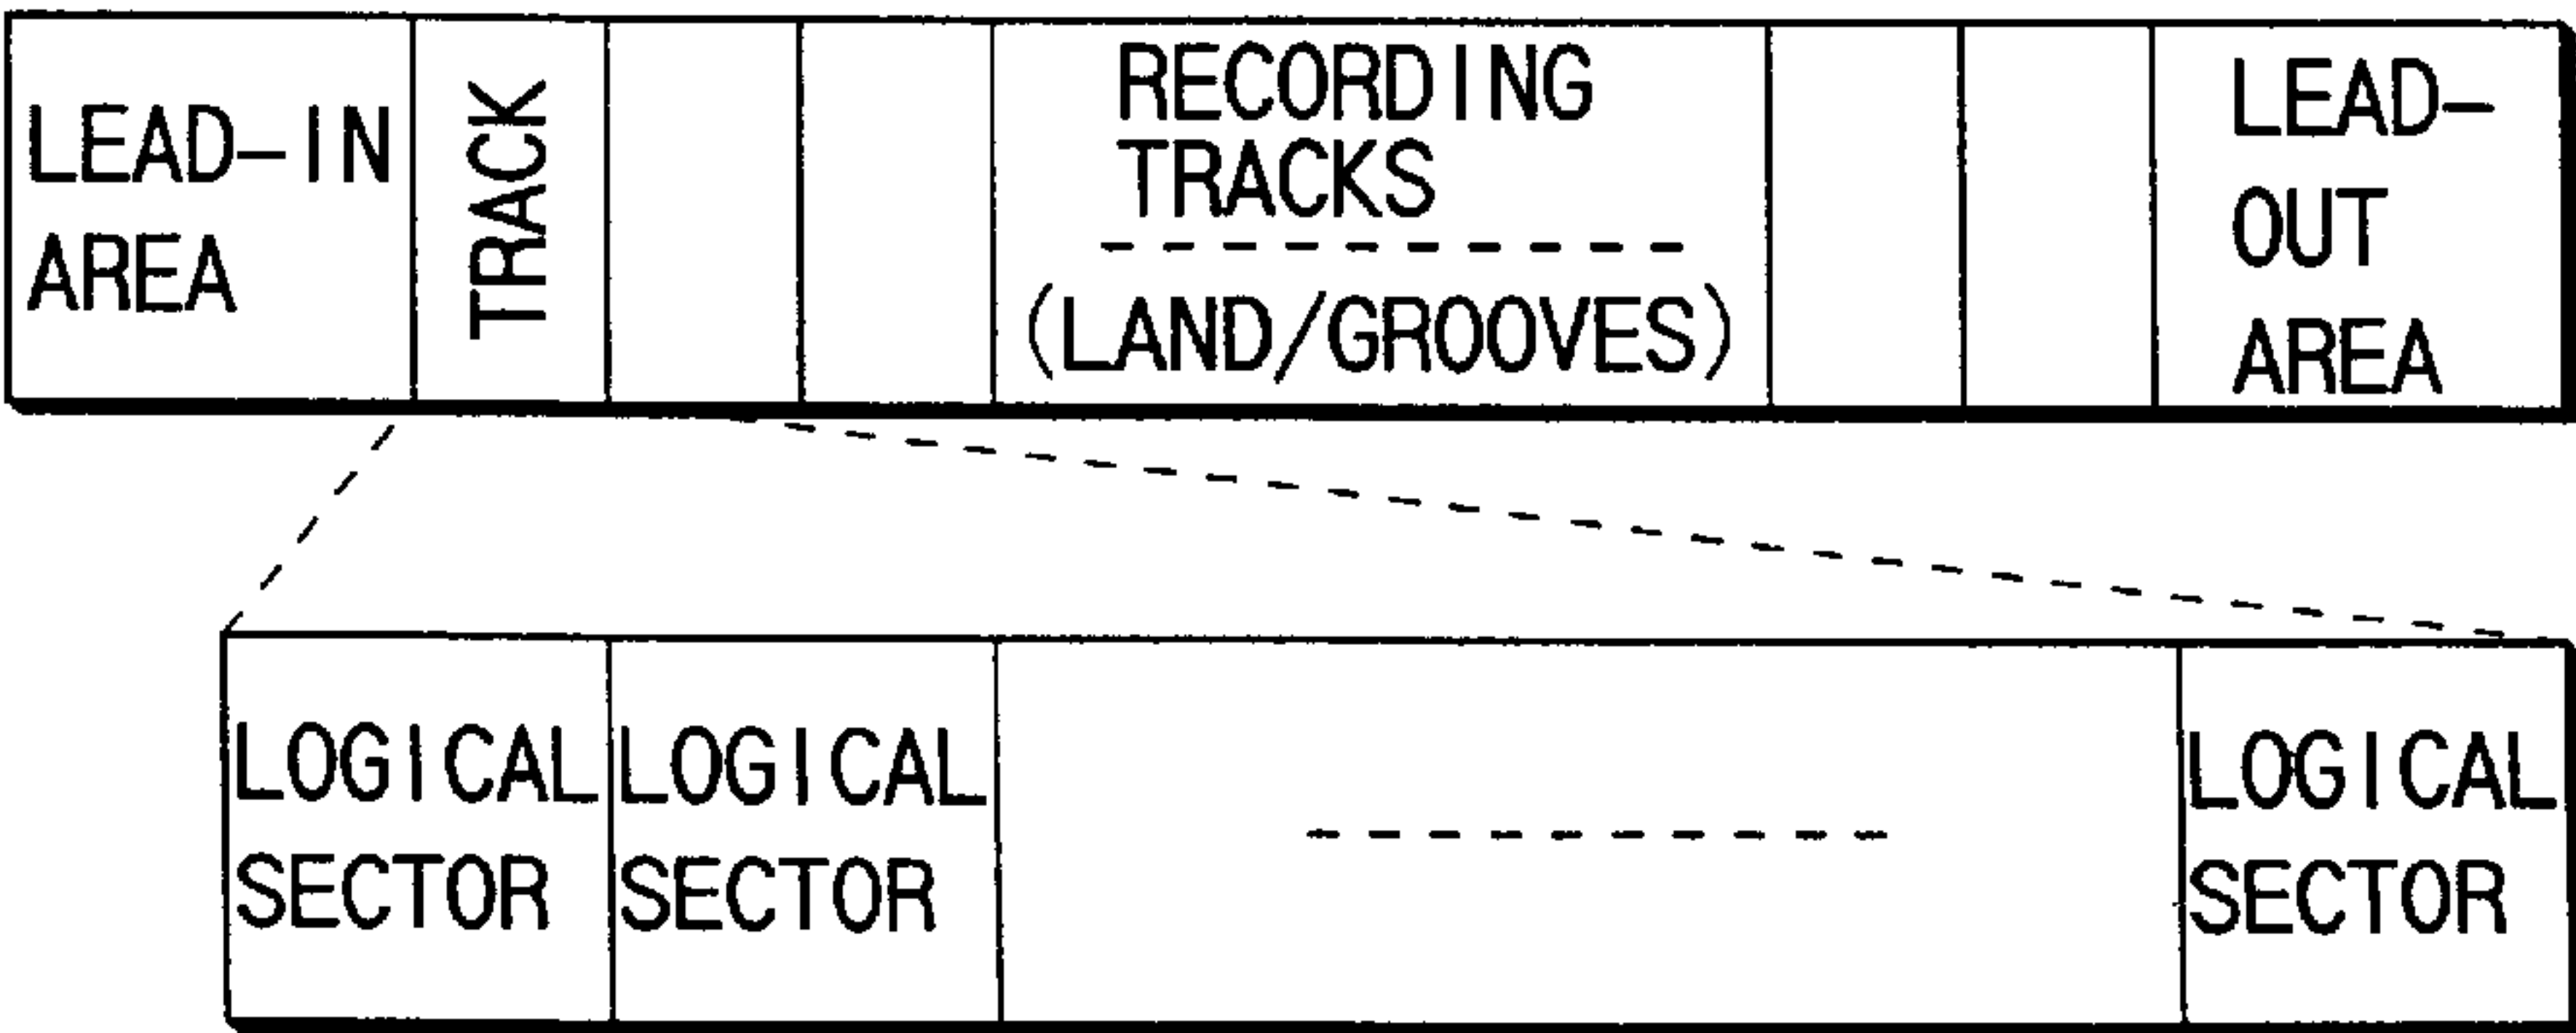 LEAD-IN
AREA
TRACK
RECORDING
TRACKS
(LAND/GROOVES)
LEAD-
OUT
AREA
LOGICAL
SECTOR
LOGICAL
SECTOR
LOGICAL
SECTOR